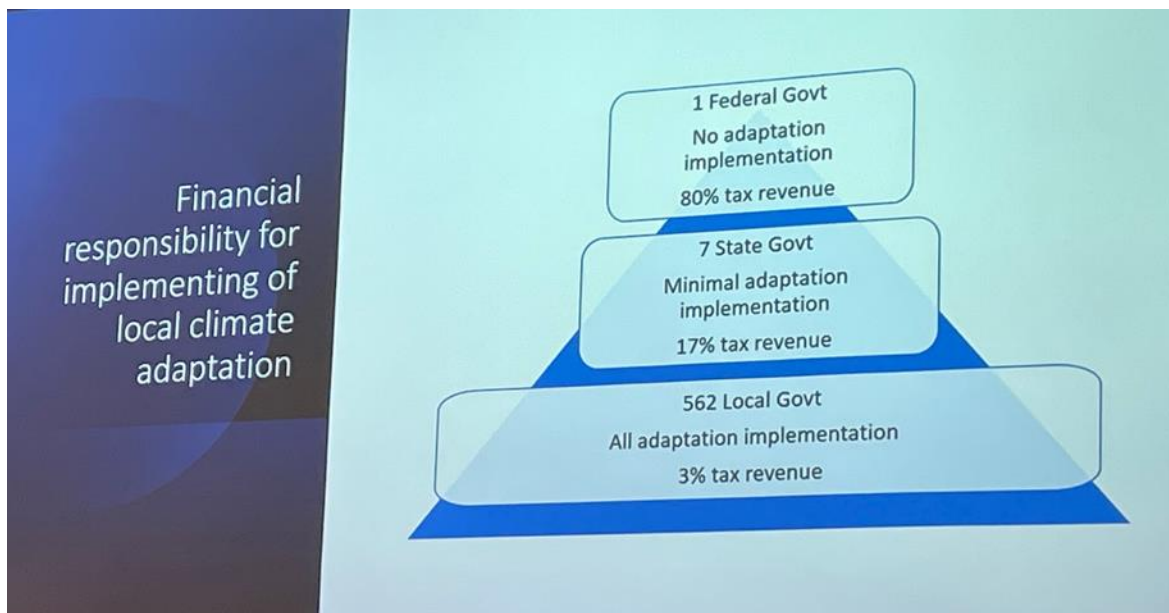 Financial
responsibility for
implementing of
local climate
adaptation
1 Federal Govt
No adaptation
implementation
80% tax revenue
7 State Govt
Minimal adaptation
implementation
17% tax revenue
562 Local Govt
All adaptation implementation
3% tax revenue